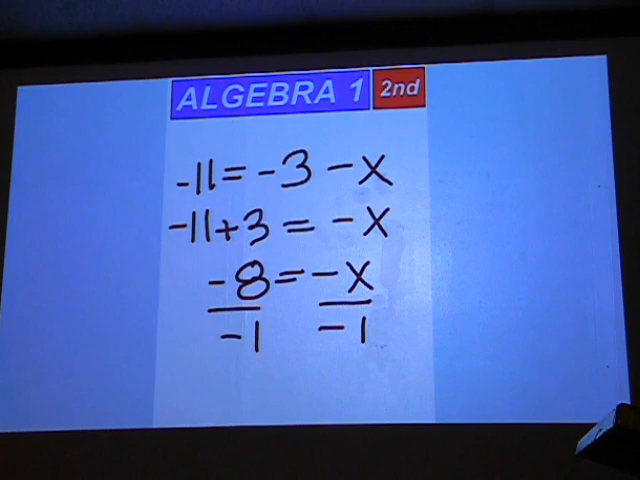 ALGEBRA 1 2nd
-11 = -3 - x
-11 + 3 = -x
-8 = -x
-1 -1